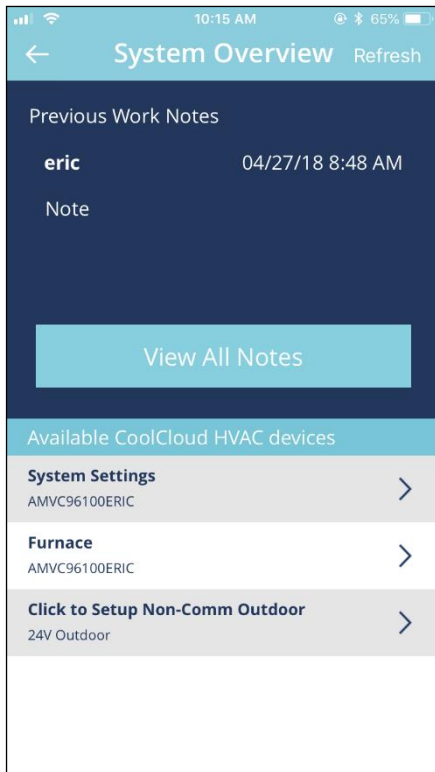 10:15 AM 65%
System Overview Refresh
Previous Work Notes
eric 04/27/18 8:48 AM
Note
View All Notes
Available CoolCloud HVAC devices
System Settings
AMVC96100ERIC
Furnace
AMVC96100ERIC
Click to Setup Non-Comm Outdoor
24V Outdoor